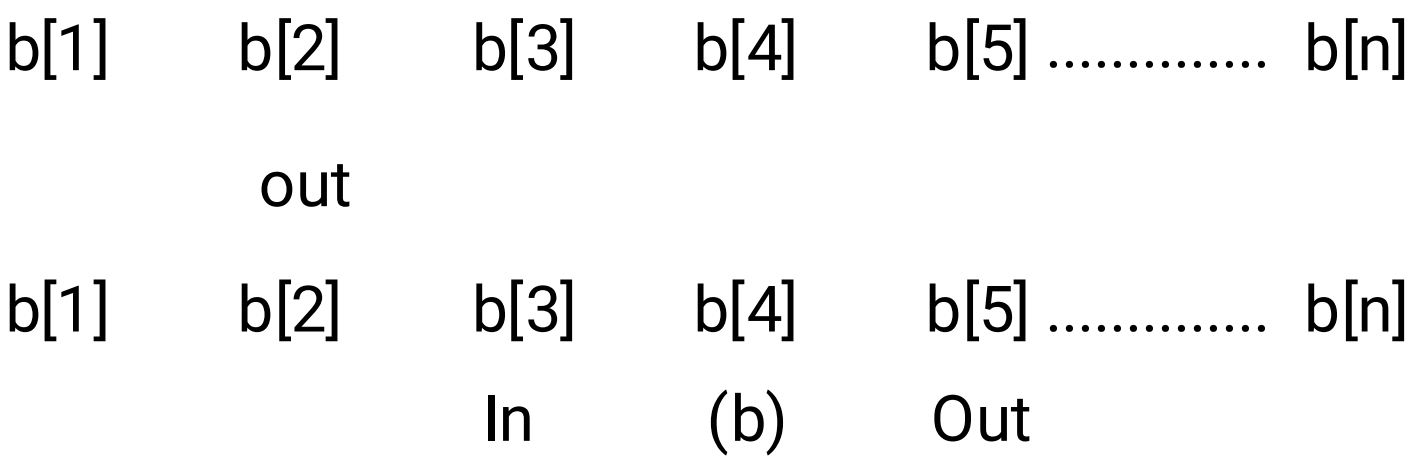 b[1] b[2] b[3] b[4] b[5] .............. b[n]
out
b[1] b[2] b[3] b[4] b[5] .............. b[n]
In (b) Out